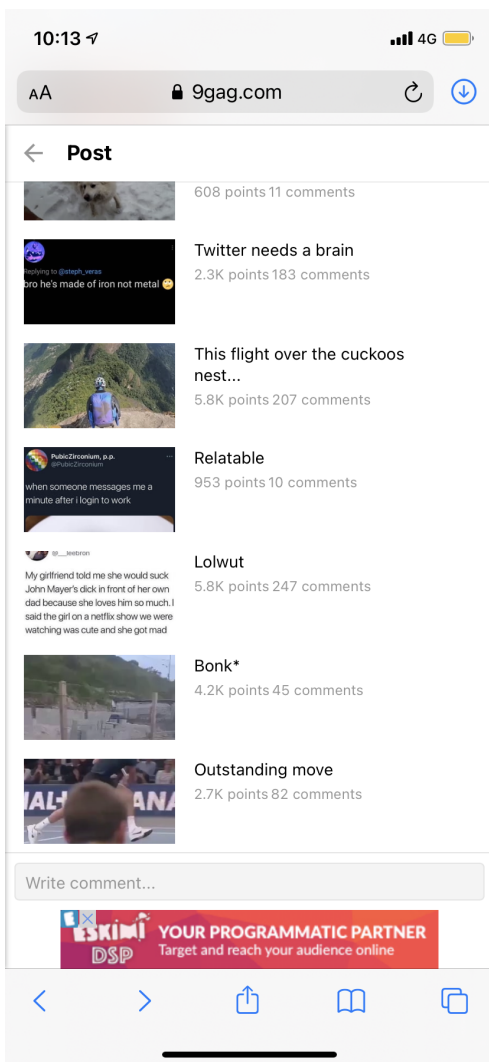 10:13
4G
AA
9gag.com
Post
608 points 11 comments
Replying to @steph_veras
bro he's made of iron not metal 🙄
Twitter needs a brain
2.3K points 183 comments
This flight over the cuckoos
nest...
5.8K points 207 comments
PubicZirconium, p.p.
@PubicZirconium
when someone messages me a
minute after i login to work
Relatable
953 points 10 comments
@__leebron
My girlfriend told me she would suck
John Mayer's dick in front of her own
dad because she loves him so much. I
said the girl on a netflix show we were
watching was cute and she got mad
Lolwut
5.8K points 247 comments
Bonk*
4.2K points 45 comments
IAL+
ANA
Outstanding move
2.7K points 82 comments
Write comment...
E
ESKIMI
DSP
YOUR PROGRAMMATIC PARTNER
Target and reach your audience online